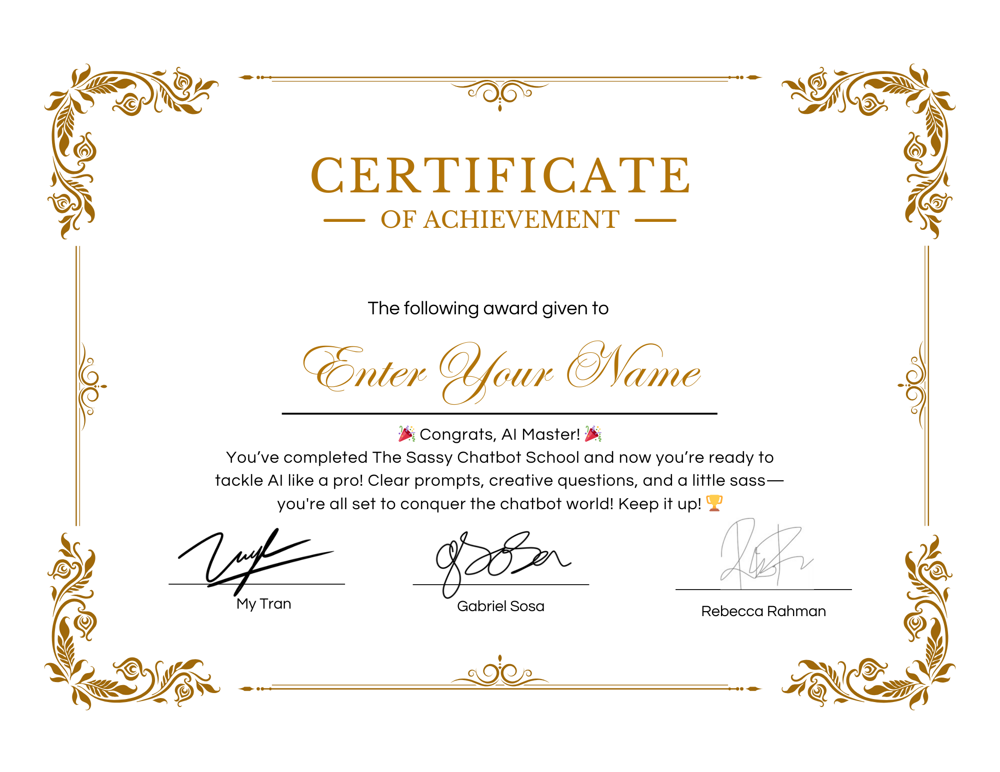 CERTIFICATE
OF ACHIEVEMENT
The following award given to
Enter Your Name
🎉 Congrats, AI Master! 🎉
You’ve completed The Sassy Chatbot School and now you’re ready to
tackle AI like a pro! Clear prompts, creative questions, and a little sass—
you're all set to conquer the chatbot world! Keep it up! 🏆
My Tran
Gabriel Sosa
Rebecca Rahman